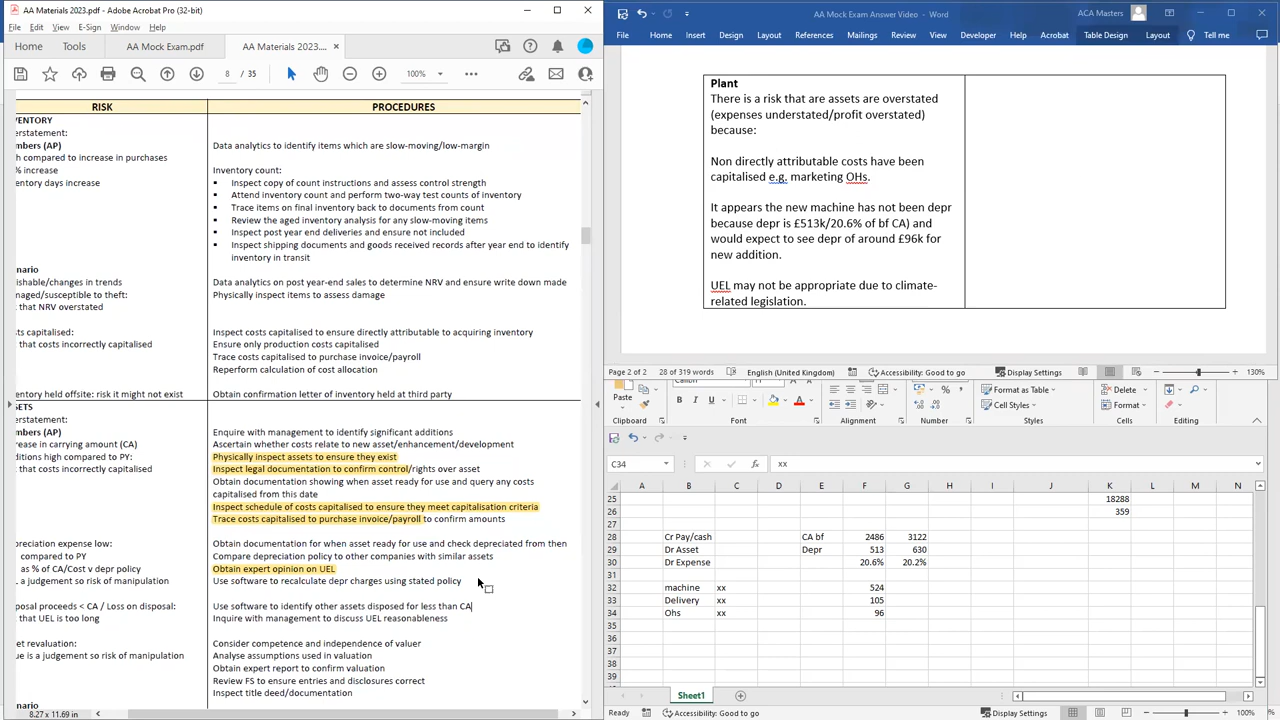 AA Materials 2023.pdf - Adobe Acrobat Pro (32-bit)
File Edit View E-Sign Window Help
Home Tools AA Mock Exam.pdf AA Materials 2023.... ×
8 / 35 100%
RISK PROCEDURES
VENTORY
erstatement:
mbers (AP) Data analytics to identify items which are slow-moving/low-margin
h compared to increase in purchases
% increase Inventory count:
entory days increase Inspect copy of count instructions and assess control strength
Attend inventory count and perform two-way test counts of inventory
Trace items on final inventory back to documents from count
Review the aged inventory analysis for any slow-moving items
Inspect post year end deliveries and ensure not included
Inspect shipping documents and goods received records after year end to identify
inventory in transit
nario
ishable/changes in trends Data analytics on post year-end sales to determine NRV and ensure write down made
naged/susceptible to theft: Physically inspect items to assess damage
that NRV overstated
ts capitalised: Inspect costs capitalised to ensure directly attributable to acquiring inventory
that costs incorrectly capitalised Ensure only production costs capitalised
Trace costs capitalised to purchase invoice/payroll
Reperform calculation of cost allocation
entory held offsite: risk it might not exist Obtain confirmation letter of inventory held at third party
SETS
erstatement:
mbers (AP) Enquire with management to identify significant additions
rease in carrying amount (CA) Ascertain whether costs relate to new asset/enhancement/development
ditions high compared to PY: Physically inspect assets to ensure they exist
that costs incorrectly capitalised Inspect legal documentation to confirm control/rights over asset
Obtain documentation showing when asset ready for use and query any costs
capitalised from this date
Inspect schedule of costs capitalised to ensure they meet capitalisation criteria
Trace costs capitalised to purchase invoice/payroll to confirm amounts
preciation expense low: Obtain documentation for when asset ready for use and check depreciated from then
compared to PY Compare depreciation policy to other companies with similar assets
as % of CA/Cost v depr policy Obtain expert opinion on UEL
a judgement so risk of manipulation Use software to recalculate depr charges using stated policy
posal proceeds < CA / Loss on disposal: Use software to identify other assets disposed for less than CA
that UEL is too long Inquire with management to discuss UEL reasonableness
et revaluation: Consider competence and independence of valuer
ue is a judgement so risk of manipulation Analyse assumptions used in valuation
Obtain expert report to confirm valuation
Review FS to ensure entries and disclosures correct
Inspect title deed/documentation
nario
8.27 x 11.69 in
AA Mock Exam Answer Video - Word ACA Masters
File Home Insert Design Layout References Mailings Review View Developer Help Acrobat Table Design Layout Tell me
Plant
There is a risk that are assets are overstated
(expenses understated/profit overstated)
because:
Non directly attributable costs have been
capitalised e.g. marketing OHs.
It appears the new machine has not been depr
because depr is £513k/20.6% of bf CA) and
would expect to see depr of around £96k for
new addition.
UEL may not be appropriate due to climate-
related legislation.
Page 2 of 2 28 of 319 words English (United Kingdom) Accessibility: Good to go Display Settings 130%
Paste Calibri Format as Table Delete
B I U A Cell Styles Format
Clipboard Font Alignment Number Styles Cells Editing
C34 fx xx
A B C D E F G H I J K L M N
25 18288
26 359
27
28 Cr Pay/cash CA bf 2486 3122
29 Dr Asset Depr 513 630
30 Dr Expense 20.6% 20.2%
31
32 machine xx 524
33 Delivery xx 105
34 Ohs xx 96
35
36
37
38
39
Sheet1
Ready Accessibility: Good to go Display Settings 100%